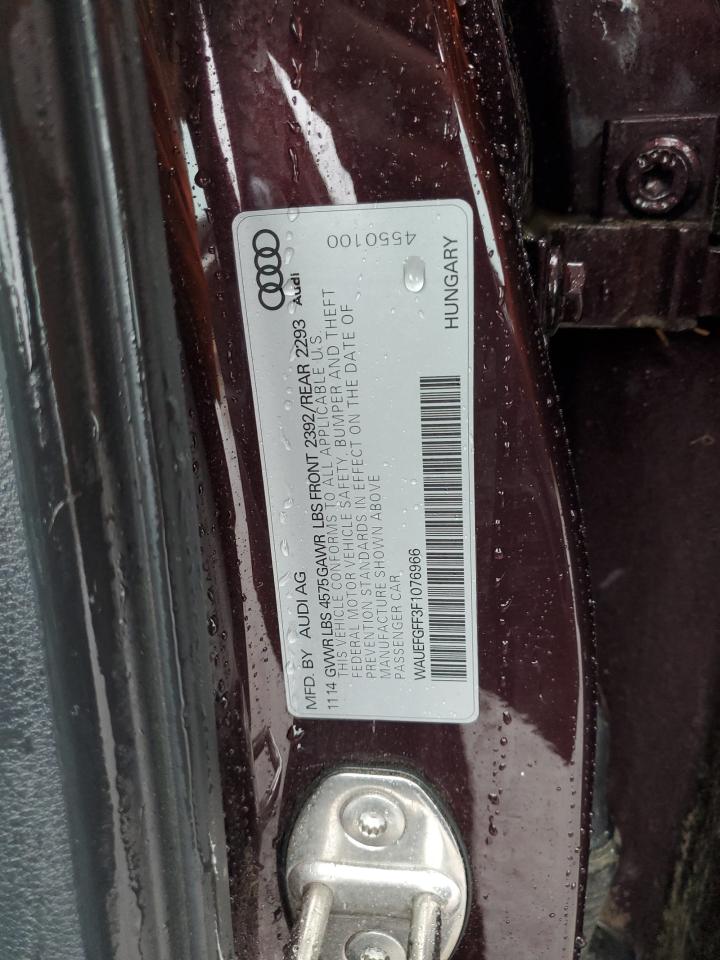 Audi
4550100
MFD. BY AUDI AG
1114 GVWR LBS 4575 GAWR LBS FRONT 2392/REAR 2293
THIS VEHICLE CONFORMS TO ALL APPLICABLE U.S.
FEDERAL MOTOR VEHICLE SAFETY, BUMPER AND THEFT
PREVENTION STANDARDS IN EFFECT ON THE DATE OF
MANUFACTURE SHOWN ABOVE
PASSENGER CAR
WAUEFGFF3F1076966
HUNGARY